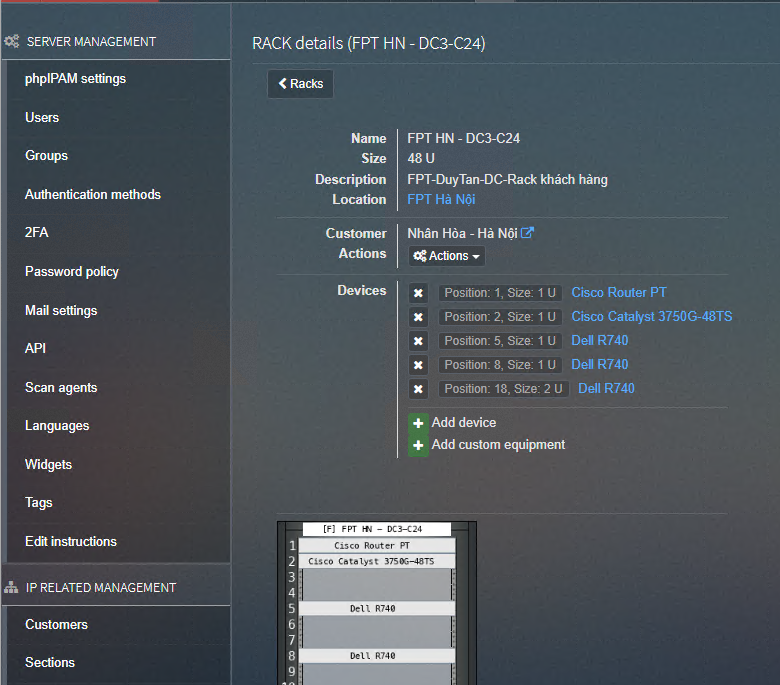 SERVER MANAGEMENT
phpIPAM settings
Users
Groups
Authentication methods
2FA
Password policy
Mail settings
API
Scan agents
Languages
Widgets
Tags
Edit instructions
IP RELATED MANAGEMENT
Customers
Sections
RACK details (FPT HN - DC3-C24)
Racks
Name FPT HN - DC3-C24
Size 48 U
Description FPT-DuyTan-DC-Rack khách hàng
Location FPT Hà Nội
Customer Nhân Hòa - Hà Nội
Actions Actions
Devices Position: 1, Size: 1 U Cisco Router PT
Position: 2, Size: 1 U Cisco Catalyst 3750G-48TS
Position: 5, Size: 1 U Dell R740
Position: 8, Size: 1 U Dell R740
Position: 18, Size: 2 U Dell R740
Add device
Add custom equipment
[F] FPT HN - DC3-C24
1 Cisco Router PT
2 Cisco Catalyst 3750G-48TS
3
4
5 Dell R740
6
7
8 Dell R740
9
10